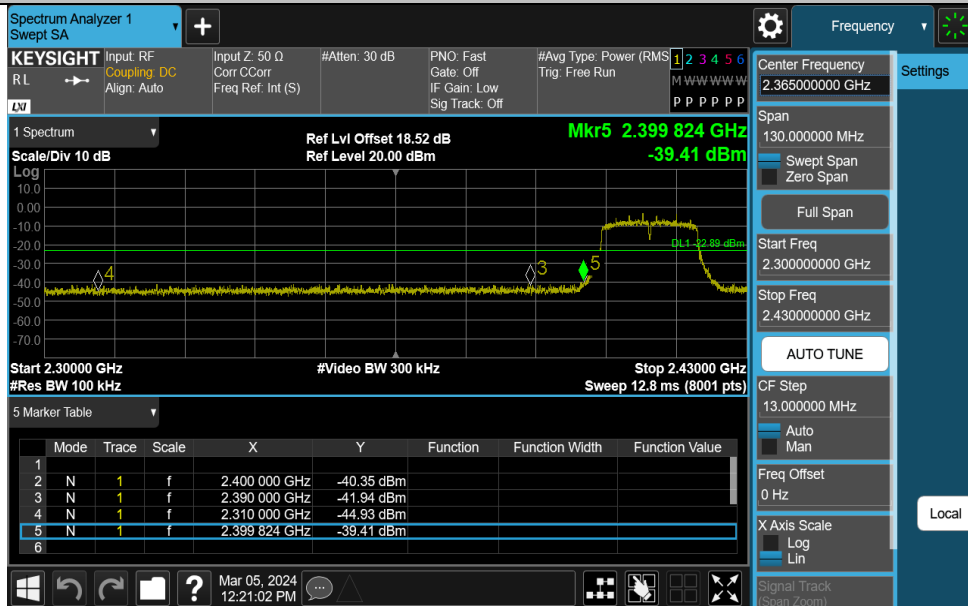 Spectrum Analyzer 1
Swept SA
+
Frequency
KEYSIGHT
RL
LXI
Input: RF
Coupling: DC
Align: Auto
Input Z: 50 Ω
Corr CCorr
Freq Ref: Int (S)
#Atten: 30 dB
PNO: Fast
Gate: Off
IF Gain: Low
Sig Track: Off
#Avg Type: Power (RMS
Trig: Free Run
1 2 3 4 5 6
M W W W W W
P P P P P P
Center Frequency
2.365000000 GHz
Settings
Span
130.000000 MHz
Swept Span
Zero Span
Full Span
Start Freq
2.300000000 GHz
Stop Freq
2.430000000 GHz
AUTO TUNE
CF Step
13.000000 MHz
Auto
Man
Freq Offset
0 Hz
Local
X Axis Scale
Log
Lin
Signal Track
(Span Zoom)
1 Spectrum
Scale/Div 10 dB
Log
Ref Lvl Offset 18.52 dB
Ref Level 20.00 dBm
Mkr5 2.399 824 GHz
-39.41 dBm
10.0
0.00
-10.0
-20.0
-30.0
-40.0
-50.0
-60.0
-70.0
DL1 -22.89 dBm
4
3
5
Start 2.30000 GHz
#Res BW 100 kHz
#Video BW 300 kHz
Stop 2.43000 GHz
Sweep 12.8 ms (8001 pts)
5 Marker Table
Mode Trace Scale X Y Function Function Width Function Value
1
2 N 1 f 2.400 000 GHz -40.35 dBm
3 N 1 f 2.390 000 GHz -41.94 dBm
4 N 1 f 2.310 000 GHz -44.93 dBm
5 N 1 f 2.399 824 GHz -39.41 dBm
6
?
Mar 05, 2024
12:21:02 PM